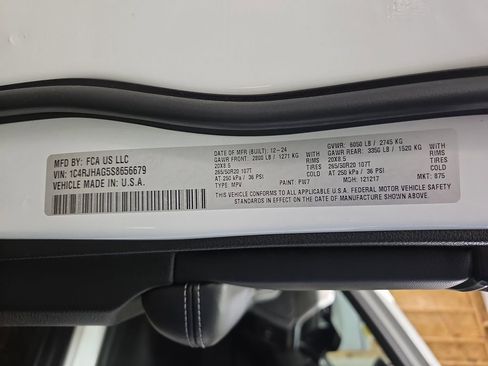 MFD BY: FCA US LLC
VIN: 1C4RJHAG5S8656679
VEHICLE MADE IN U.S.A.
DATE OF MFR (BUILT): 12-24
GAWR FRONT: 2800 LB / 1271 KG
20X8.5 RIMS
265/50R20 107T TIRES
AT 250 kPa / 36 PSI COLD
TYPE: MPV
PAINT: PW7
GVWR: 6050 LB / 2745 KG
GAWR REAR: 3350 LB / 1520 KG
20X8.5 RIMS
265/50R20 107T TIRES
AT 250 kPa / 36 PSI COLD
MDH: 121217
MKT: 875
THIS VEHICLE CONFORMS TO ALL APPLICABLE U.S.A. FEDERAL MOTOR VEHICLE SAFETY
STANDARDS IN EFFECT ON THE DATE OF MANUFACTURE SHOWN ABOVE.